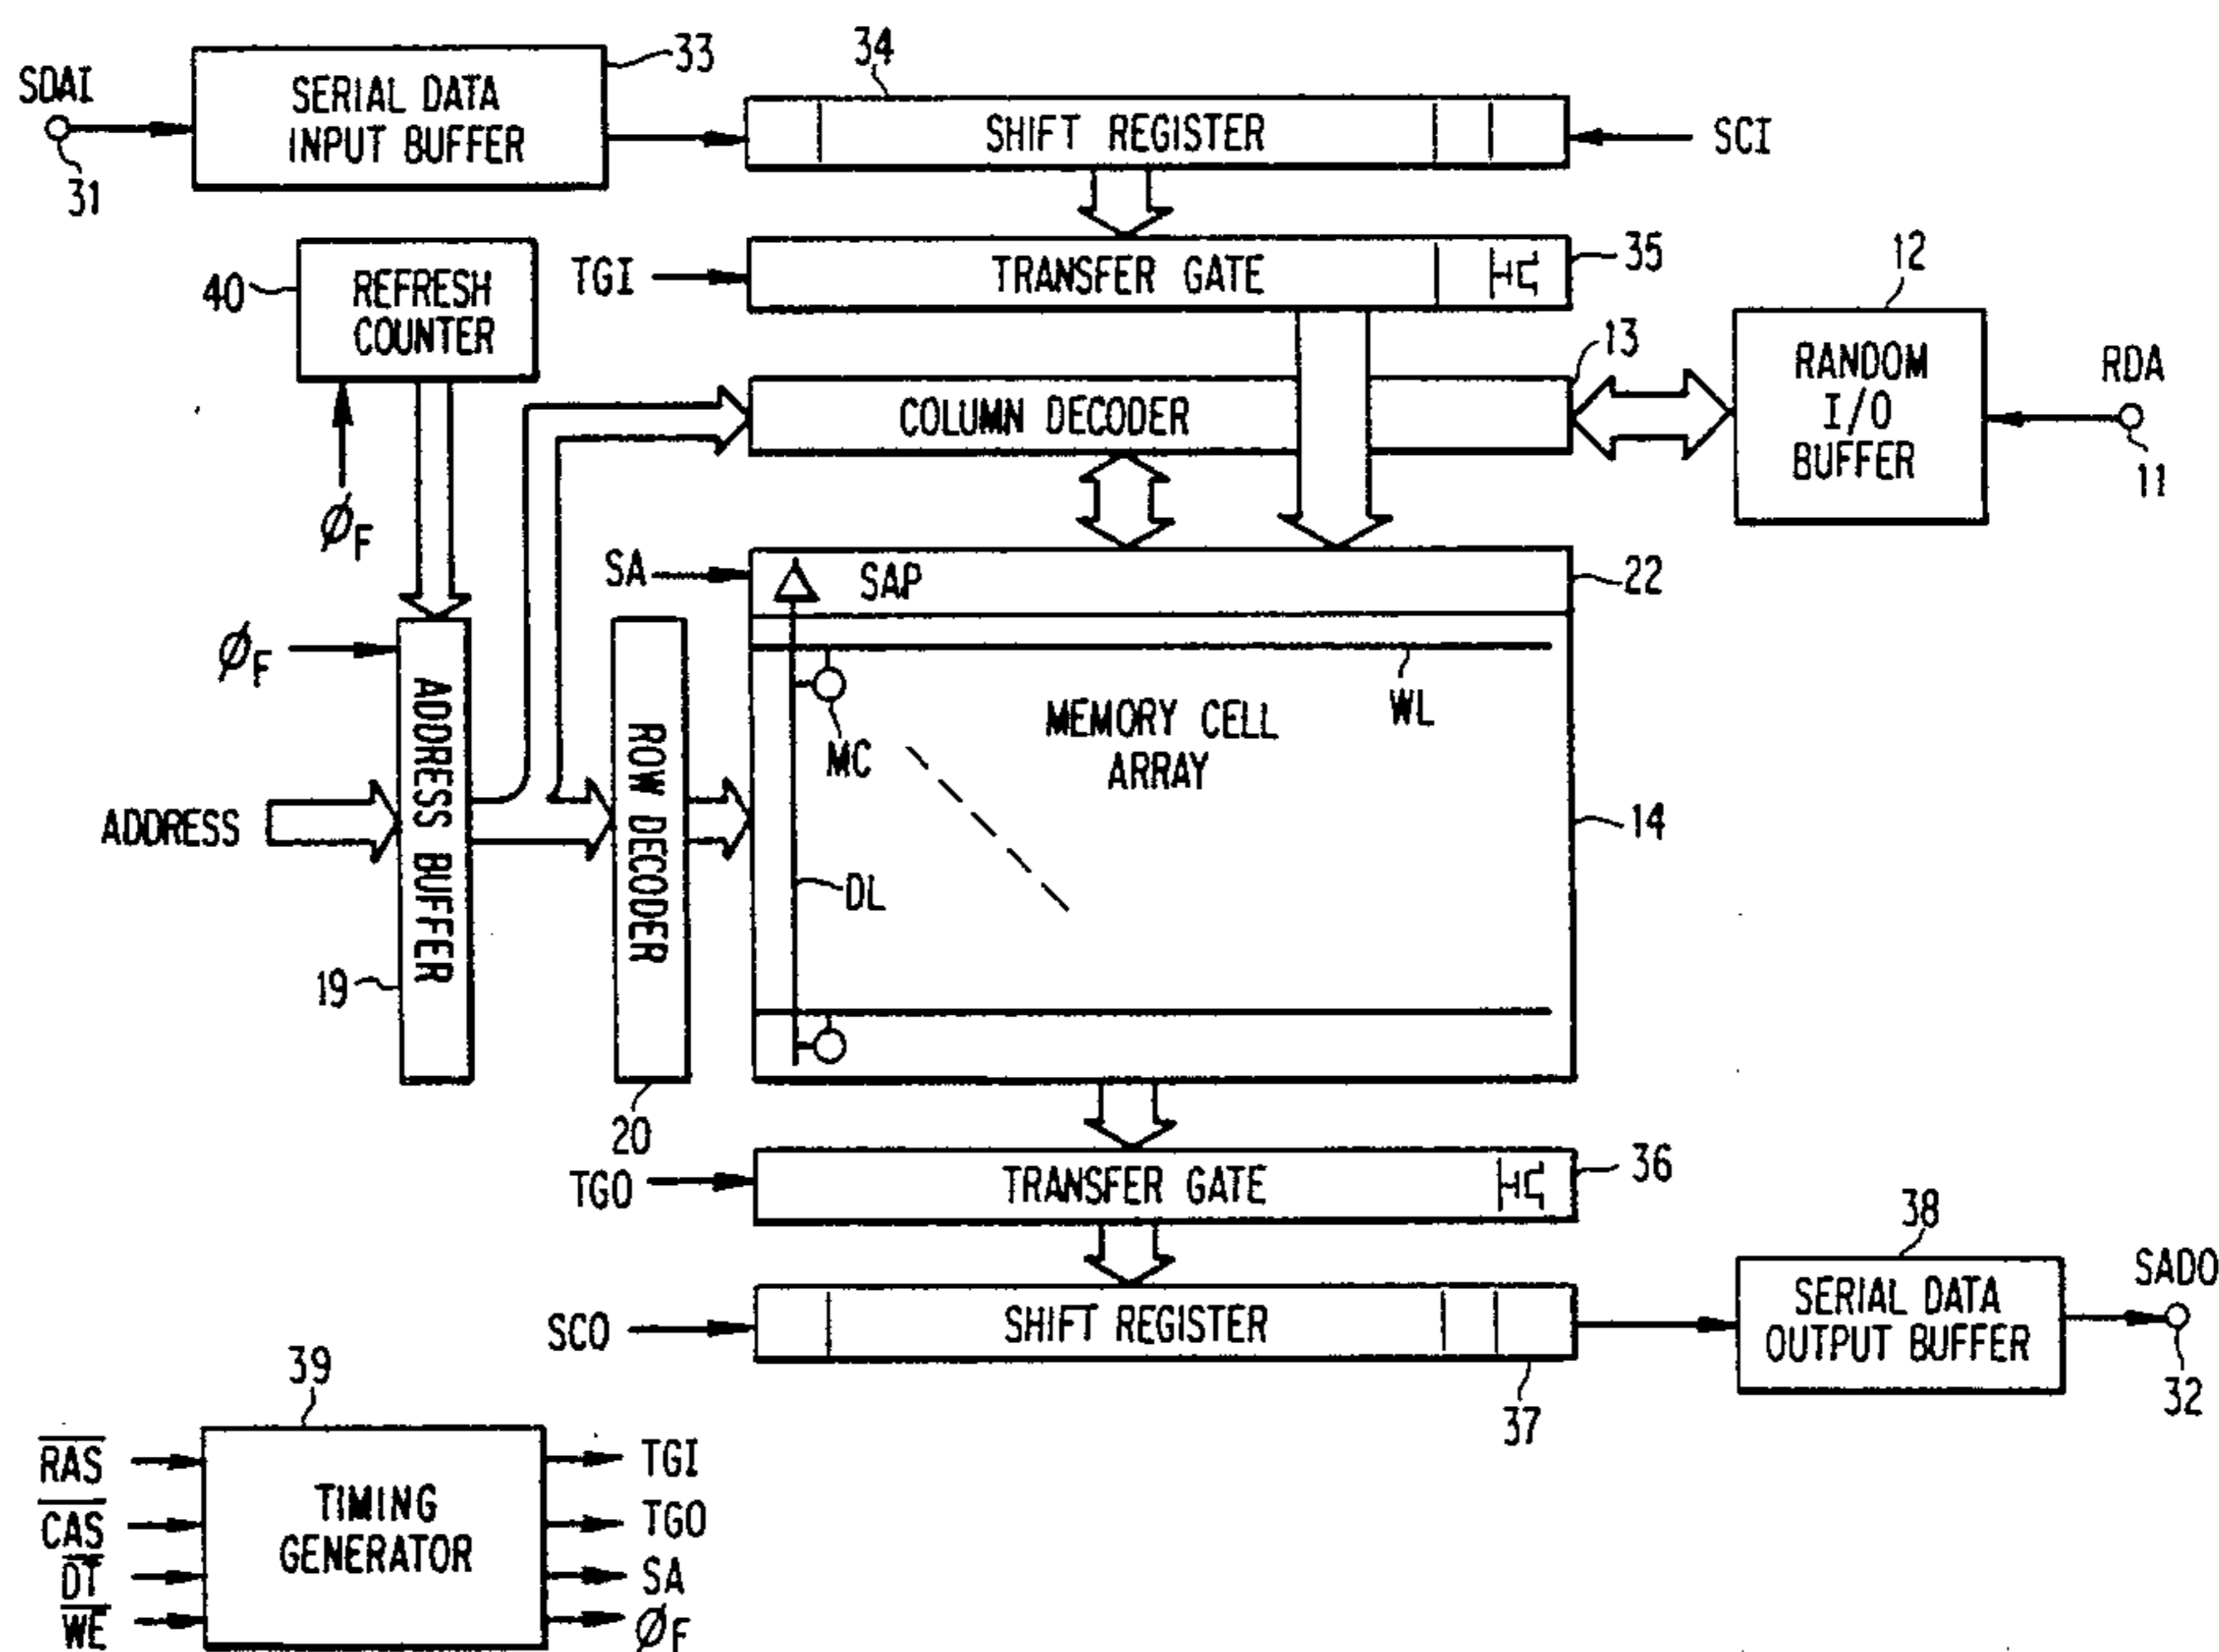 SDAI
31
SERIAL DATA
INPUT BUFFER
33
34
SHIFT REGISTER
SCI
40
REFRESH
COUNTER
TGI
TRANSFER GATE
35
12
13
COLUMN DECODER
RANDOM
I/O
BUFFER
RDA
11
ØF
SA
SAP
22
ØF
WL
MC
MEMORY CELL
ARRAY
ADDRESS
ADDRESS BUFFER
ROW DECODER
14
DL
19
20
TGO
TRANSFER GATE
36
38
SCO
SHIFT REGISTER
SERIAL DATA
OUTPUT BUFFER
SADO
32
37
39
RAS
CAS
DT
WE
TIMING
GENERATOR
TGI
TGO
SA
ØF